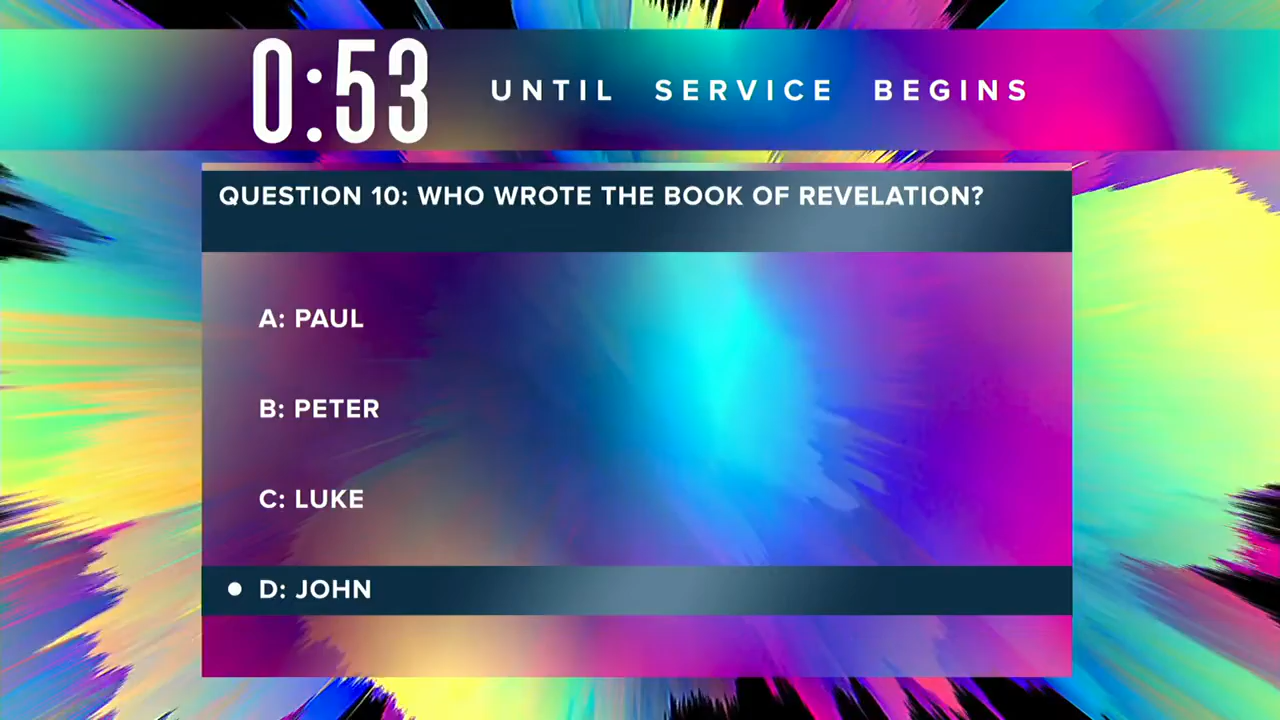 0:53 UNTIL SERVICE BEGINS
QUESTION 10: WHO WROTE THE BOOK OF REVELATION?
A: PAUL
B: PETER
C: LUKE
D: JOHN